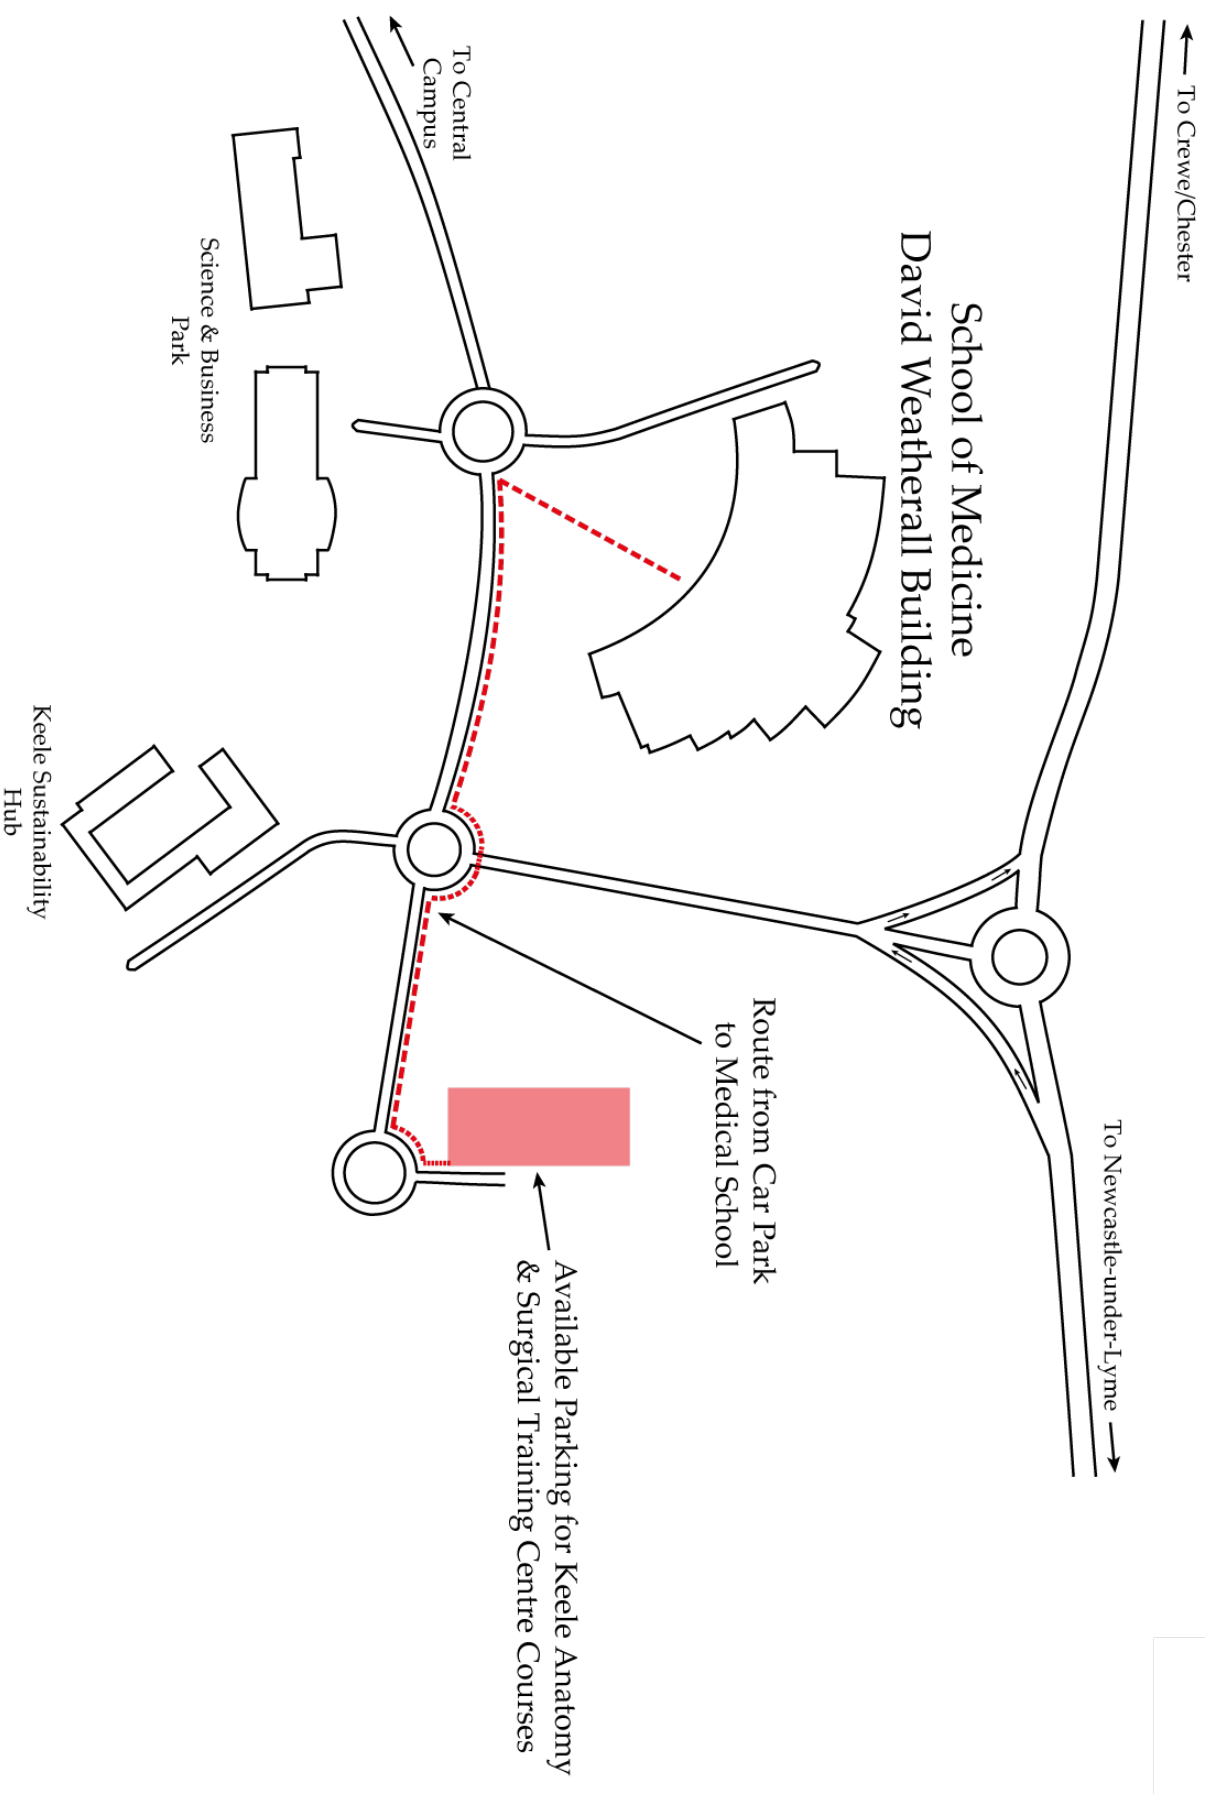 To Crewe/Chester
School of Medicine
David Weatherall Building
To Central
Campus
Science & Business
Park
Keele Sustainability
Hub
To Newcastle-under-Lyme
Route from Car Park
to Medical School
Available Parking for Keele Anatomy
& Surgical Training Centre Courses